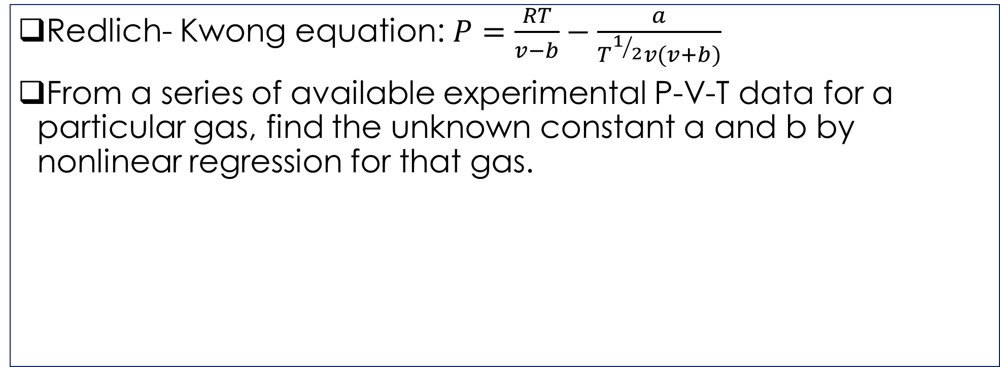 ❑Redlich- Kwong equation: $P = \frac{RT}{v-b} - \frac{a}{T^{1/2}v(v+b)}$
❑From a series of available experimental P-V-T data for a
particular gas, find the unknown constant a and b by
nonlinear regression for that gas.